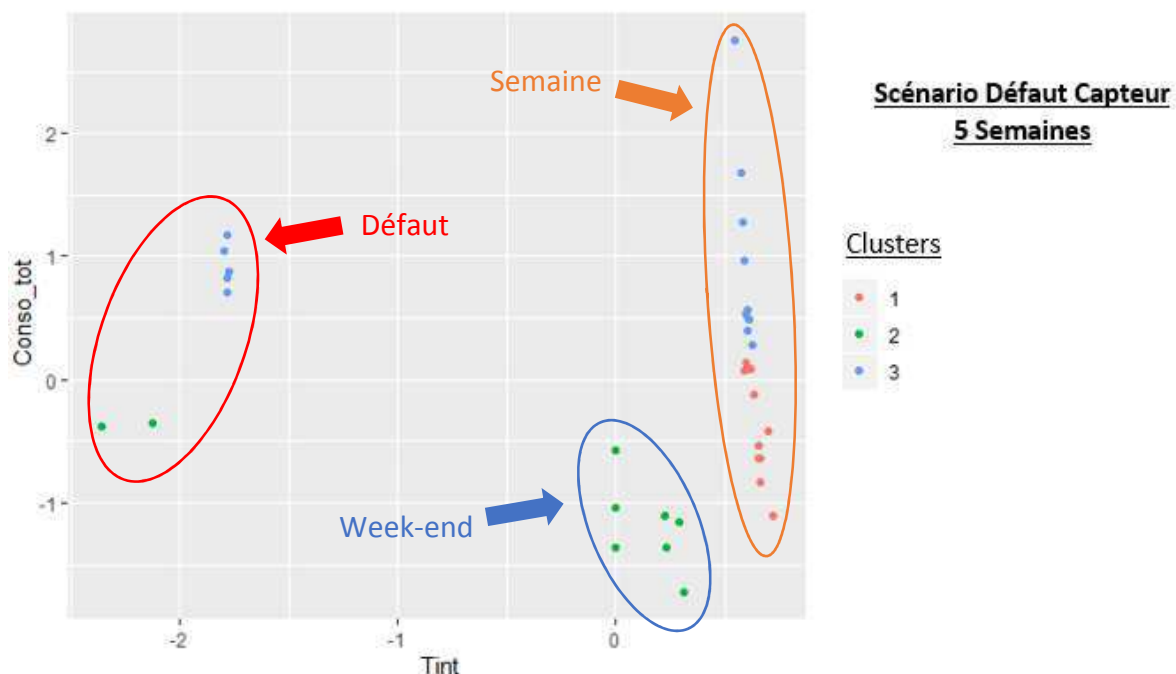 Scénario Défaut Capteur
5 Semaines
Semaine
Défaut
Week-end
Clusters
1
2
3
Conso_tot
2
1
0
-1
-2
-1
0
Tint